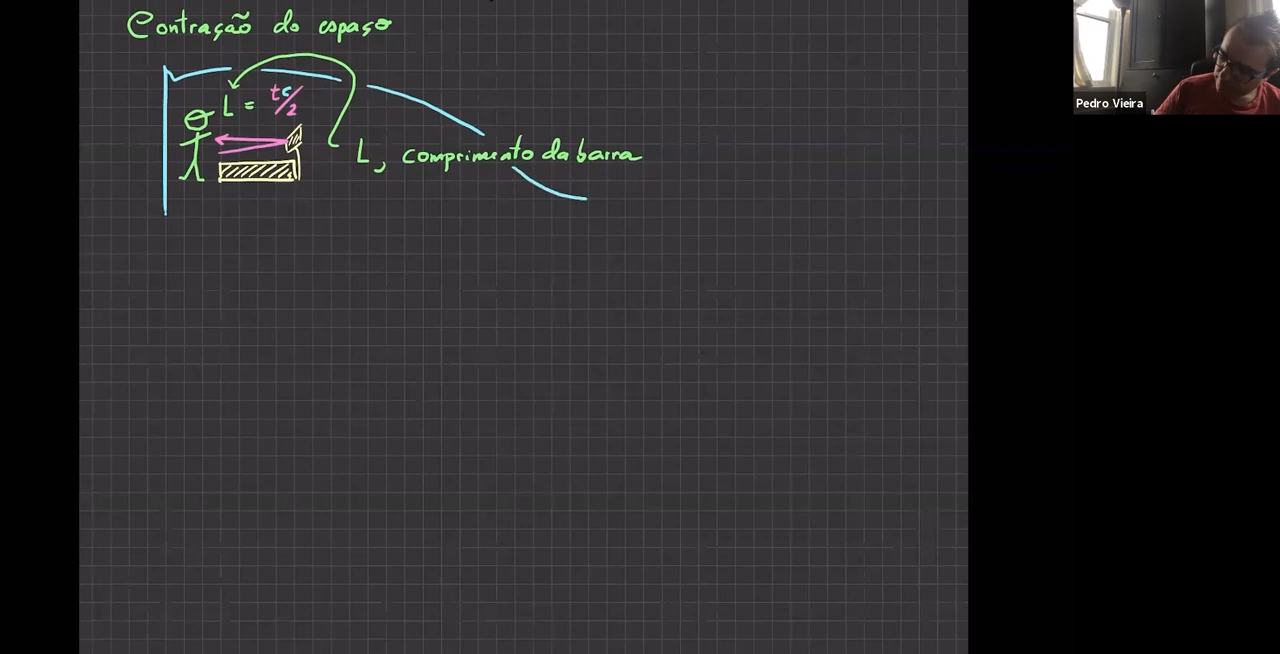 Contração do espaço
L = tc/2
L, comprimento da barra
Pedro Vieira